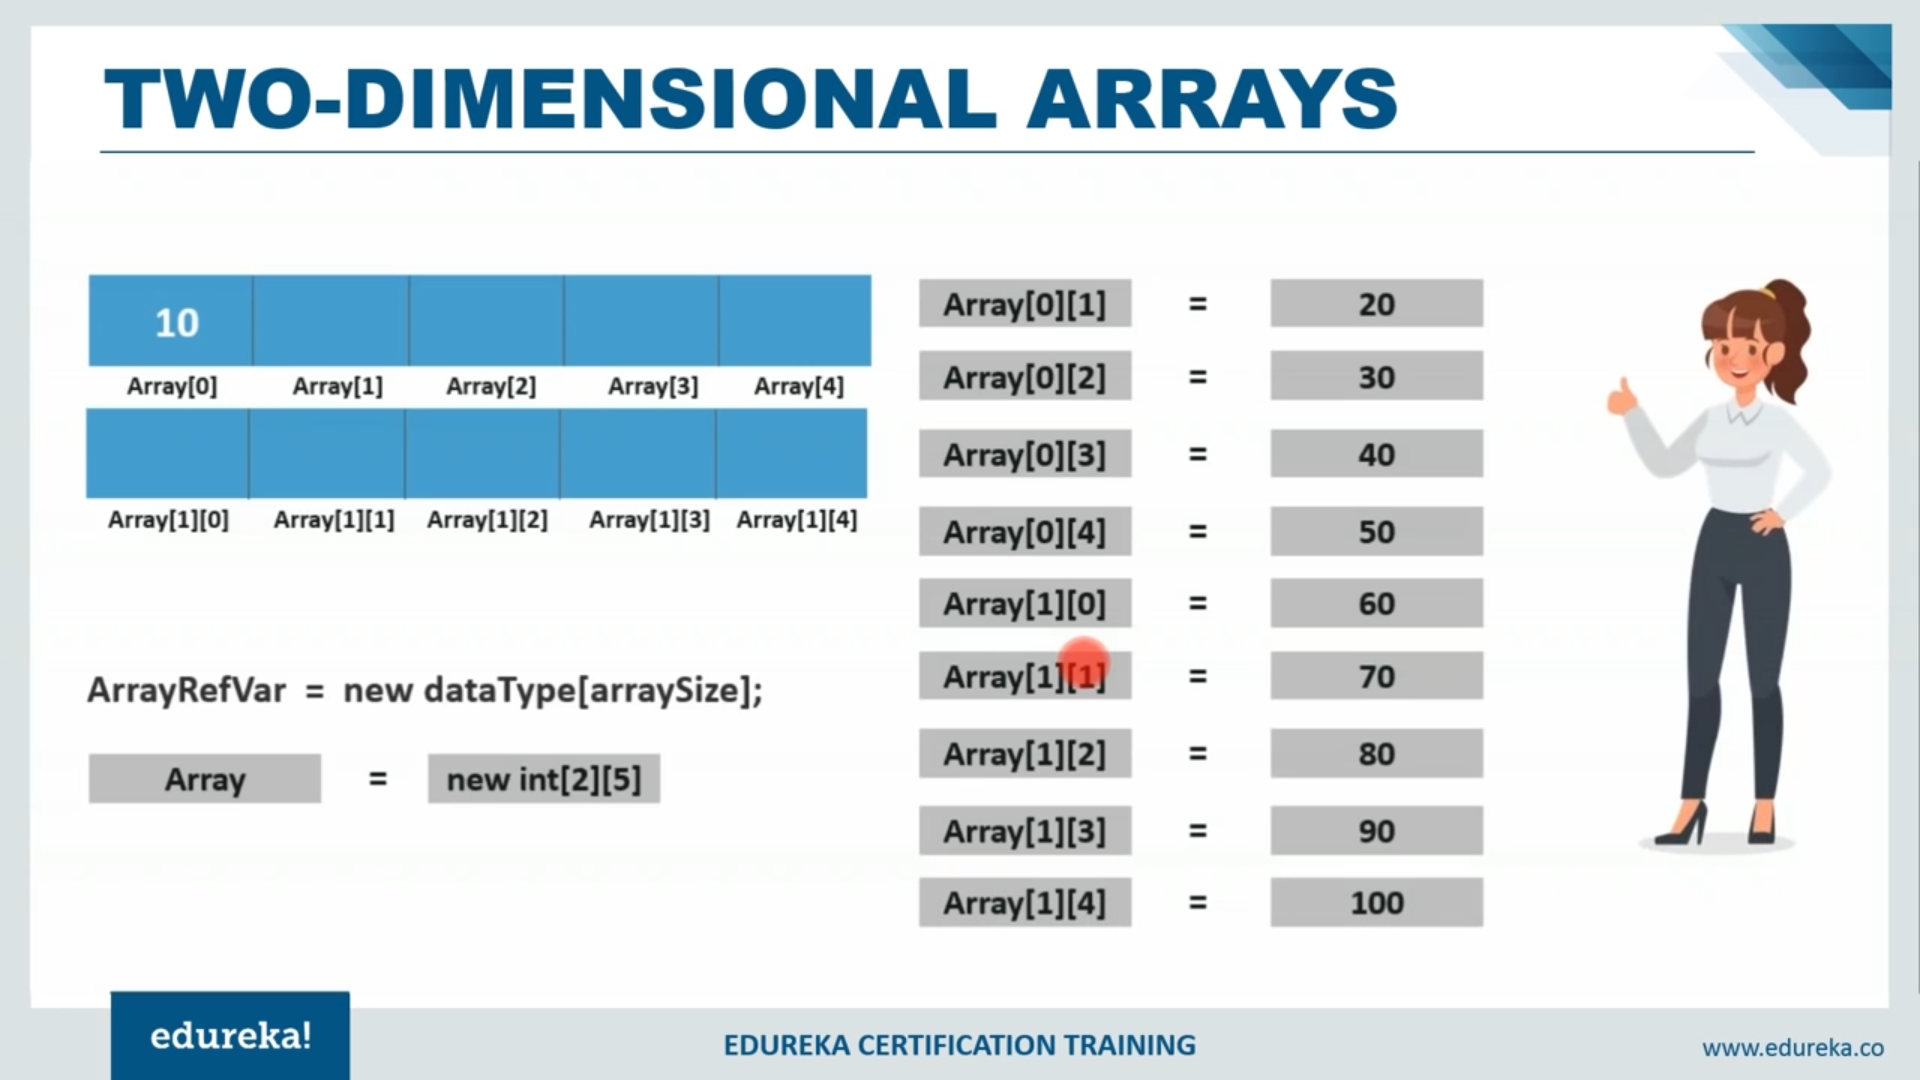 TWO-DIMENSIONAL ARRAYS
10
Array[0] Array[1] Array[2] Array[3] Array[4]
Array[1][0] Array[1][1] Array[1][2] Array[1][3] Array[1][4]
ArrayRefVar = new dataType[arraySize];
Array = new int[2][5]
Array[0][1] = 20
Array[0][2] = 30
Array[0][3] = 40
Array[0][4] = 50
Array[1][0] = 60
Array[1][1] = 70
Array[1][2] = 80
Array[1][3] = 90
Array[1][4] = 100
edureka!
EDUREKA CERTIFICATION TRAINING
www.edureka.co